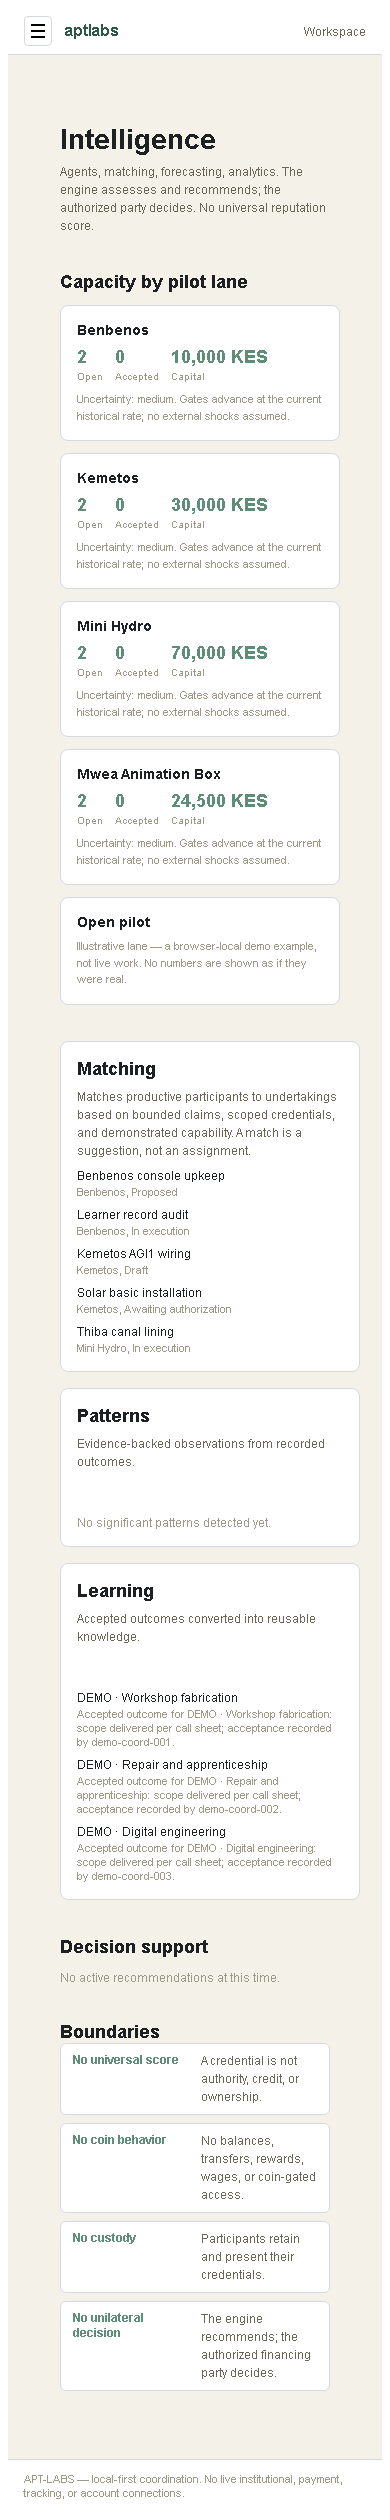 aptlabs
Workspace
Intelligence
Agents, matching, forecasting, analytics. The
engine assesses and recommends; the
authorized party decides. No universal reputation
score.
Capacity by pilot lane
Benbenos
2 0 10,000 KES
Open Accepted Capital
Uncertainty: medium. Gates advance at the current
historical rate; no external shocks assumed.
Kemetos
2 0 30,000 KES
Open Accepted Capital
Uncertainty: medium. Gates advance at the current
historical rate; no external shocks assumed.
Mini Hydro
2 0 70,000 KES
Open Accepted Capital
Uncertainty: medium. Gates advance at the current
historical rate; no external shocks assumed.
Mwea Animation Box
2 0 24,500 KES
Open Accepted Capital
Uncertainty: medium. Gates advance at the current
historical rate; no external shocks assumed.
Open pilot
Illustrative lane — a browser-local demo example,
not live work. No numbers are shown as if they
were real.
Matching
Matches productive participants to undertakings
based on bounded claims, scoped credentials,
and demonstrated capability. A match is a
suggestion, not an assignment.
Benbenos console upkeep
Benbenos, Proposed
Learner record audit
Benbenos, In execution
Kemetos AGI1 wiring
Kemetos, Draft
Solar basic installation
Kemetos, Awaiting authorization
Thiba canal lining
Mini Hydro, In execution
Patterns
Evidence-backed observations from recorded
outcomes.
No significant patterns detected yet.
Learning
Accepted outcomes converted into reusable
knowledge.
DEMO · Workshop fabrication
Accepted outcome for DEMO · Workshop fabrication:
scope delivered per call sheet; acceptance recorded
by demo-coord-001.
DEMO · Repair and apprenticeship
Accepted outcome for DEMO · Repair and
apprenticeship: scope delivered per call sheet;
acceptance recorded by demo-coord-002.
DEMO · Digital engineering
Accepted outcome for DEMO · Digital engineering:
scope delivered per call sheet; acceptance recorded
by demo-coord-003.
Decision support
No active recommendations at this time.
Boundaries
No universal score
A credential is not
authority, credit, or
ownership.
No coin behavior
No balances,
transfers, rewards,
wages, or coin-gated
access.
No custody
Participants retain
and present their
credentials.
No unilateral
decision
The engine
recommends; the
authorized financing
party decides.
APT-LABS — local-first coordination. No live institutional, payment,
tracking, or account connections.